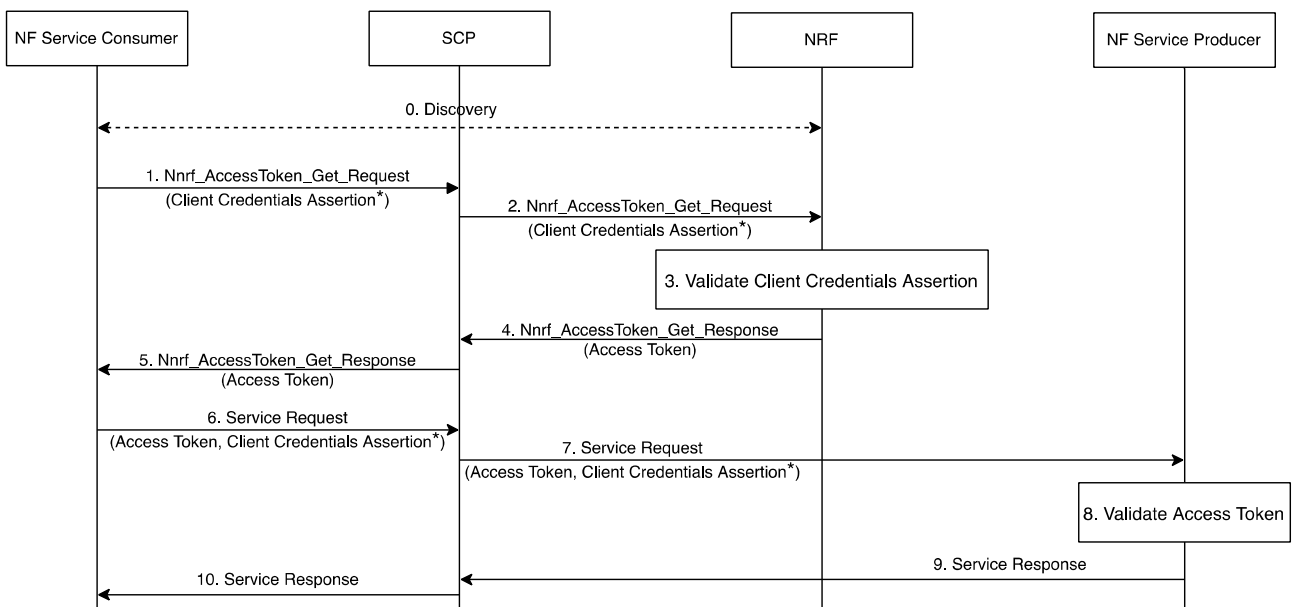 NF Service Consumer
SCP
NRF
NF Service Producer
0. Discovery
1. Nnrf_AccessToken_Get_Request
(Client Credentials Assertion*)
2. Nnrf_AccessToken_Get_Request
(Client Credentials Assertion*)
3. Validate Client Credentials Assertion
4. Nnrf_AccessToken_Get_Response
(Access Token)
5. Nnrf_AccessToken_Get_Response
(Access Token)
6. Service Request
(Access Token, Client Credentials Assertion*)
7. Service Request
(Access Token, Client Credentials Assertion*)
8. Validate Access Token
9. Service Response
10. Service Response